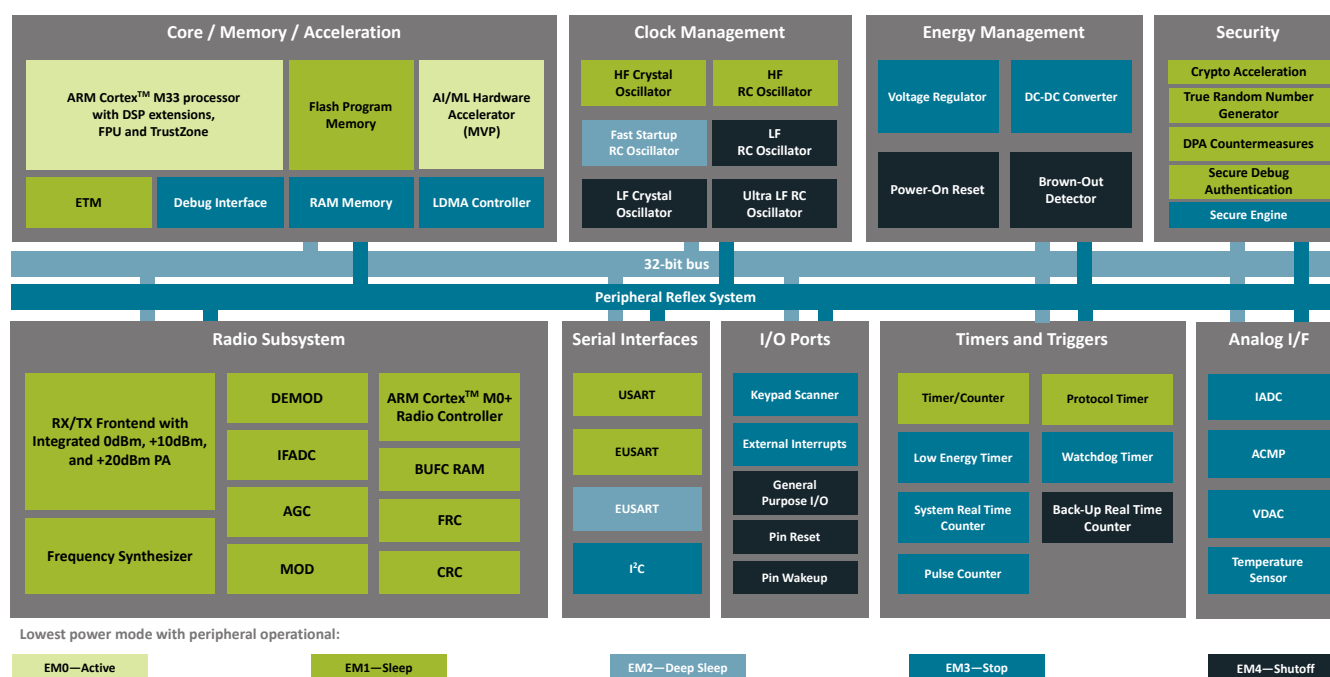 Core / Memory / Acceleration
ARM Cortex™ M33 processor
with DSP extensions,
FPU and TrustZone
Flash Program
Memory
AI/ML Hardware
Accelerator
(MVP)
ETM
Debug Interface
RAM Memory
LDMA Controller
Clock Management
HF Crystal
Oscillator
HF
RC Oscillator
Fast Startup
RC Oscillator
LF
RC Oscillator
LF Crystal
Oscillator
Ultra LF RC
Oscillator
Energy Management
Voltage Regulator
DC-DC Converter
Power-On Reset
Brown-Out
Detector
Security
Crypto Acceleration
True Random Number
Generator
DPA Countermeasures
Secure Debug
Authentication
Secure Engine
32-bit bus
Peripheral Reflex System
Radio Subsystem
RX/TX Frontend with
Integrated 0dBm, +10dBm,
and +20dBm PA
Frequency Synthesizer
DEMOD
IFADC
AGC
MOD
ARM Cortex™ M0+
Radio Controller
BUFC RAM
FRC
CRC
Serial Interfaces
USART
EUSART
EUSART
I²C
I/O Ports
Keypad Scanner
External Interrupts
General
Purpose I/O
Pin Reset
Pin Wakeup
Timers and Triggers
Timer/Counter
Protocol Timer
Low Energy Timer
Watchdog Timer
System Real Time
Counter
Back-Up Real Time
Counter
Pulse Counter
Analog I/F
IADC
ACMP
VDAC
Temperature
Sensor
Lowest power mode with peripheral operational:
EM0—Active
EM1—Sleep
EM2—Deep Sleep
EM3—Stop
EM4—Shutoff